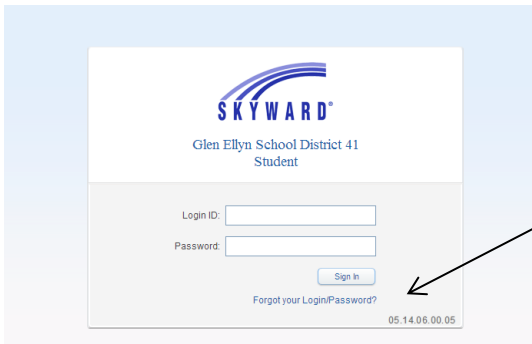 SKYWARD®
Glen Ellyn School District 41
Student
Login ID:
Password:
Sign In
Forgot your Login/Password?
05.14.06.00.05